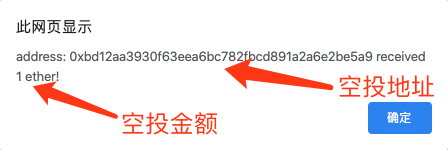 此网页显示
address: 0xbd12aa3930f63eea6bc782fbcd891a2a6e2be5a9 received
1 ether!
空投地址
空投金额
确定